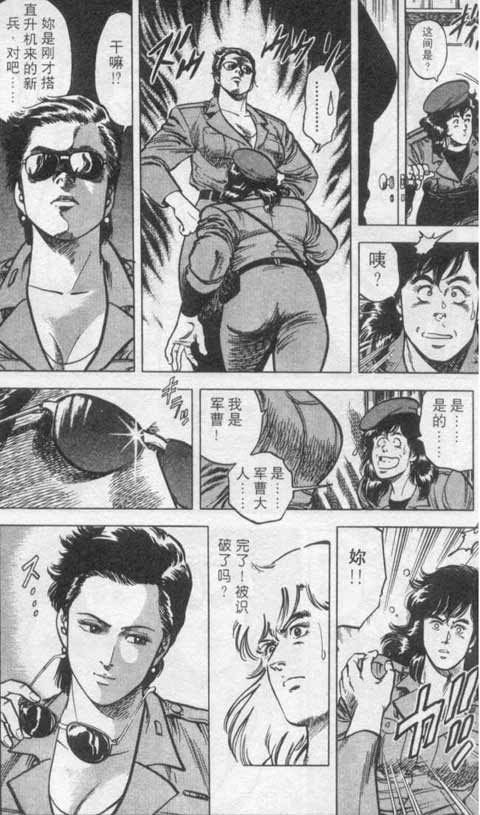 这间是？
咦？
…………
干嘛!?
妳是刚才搭
直升机来的新
兵．对吧……
是……
是的……
我是
军曹！
是……
军曹大
人……
妳!!
完了！被识
破了吗？
ス…